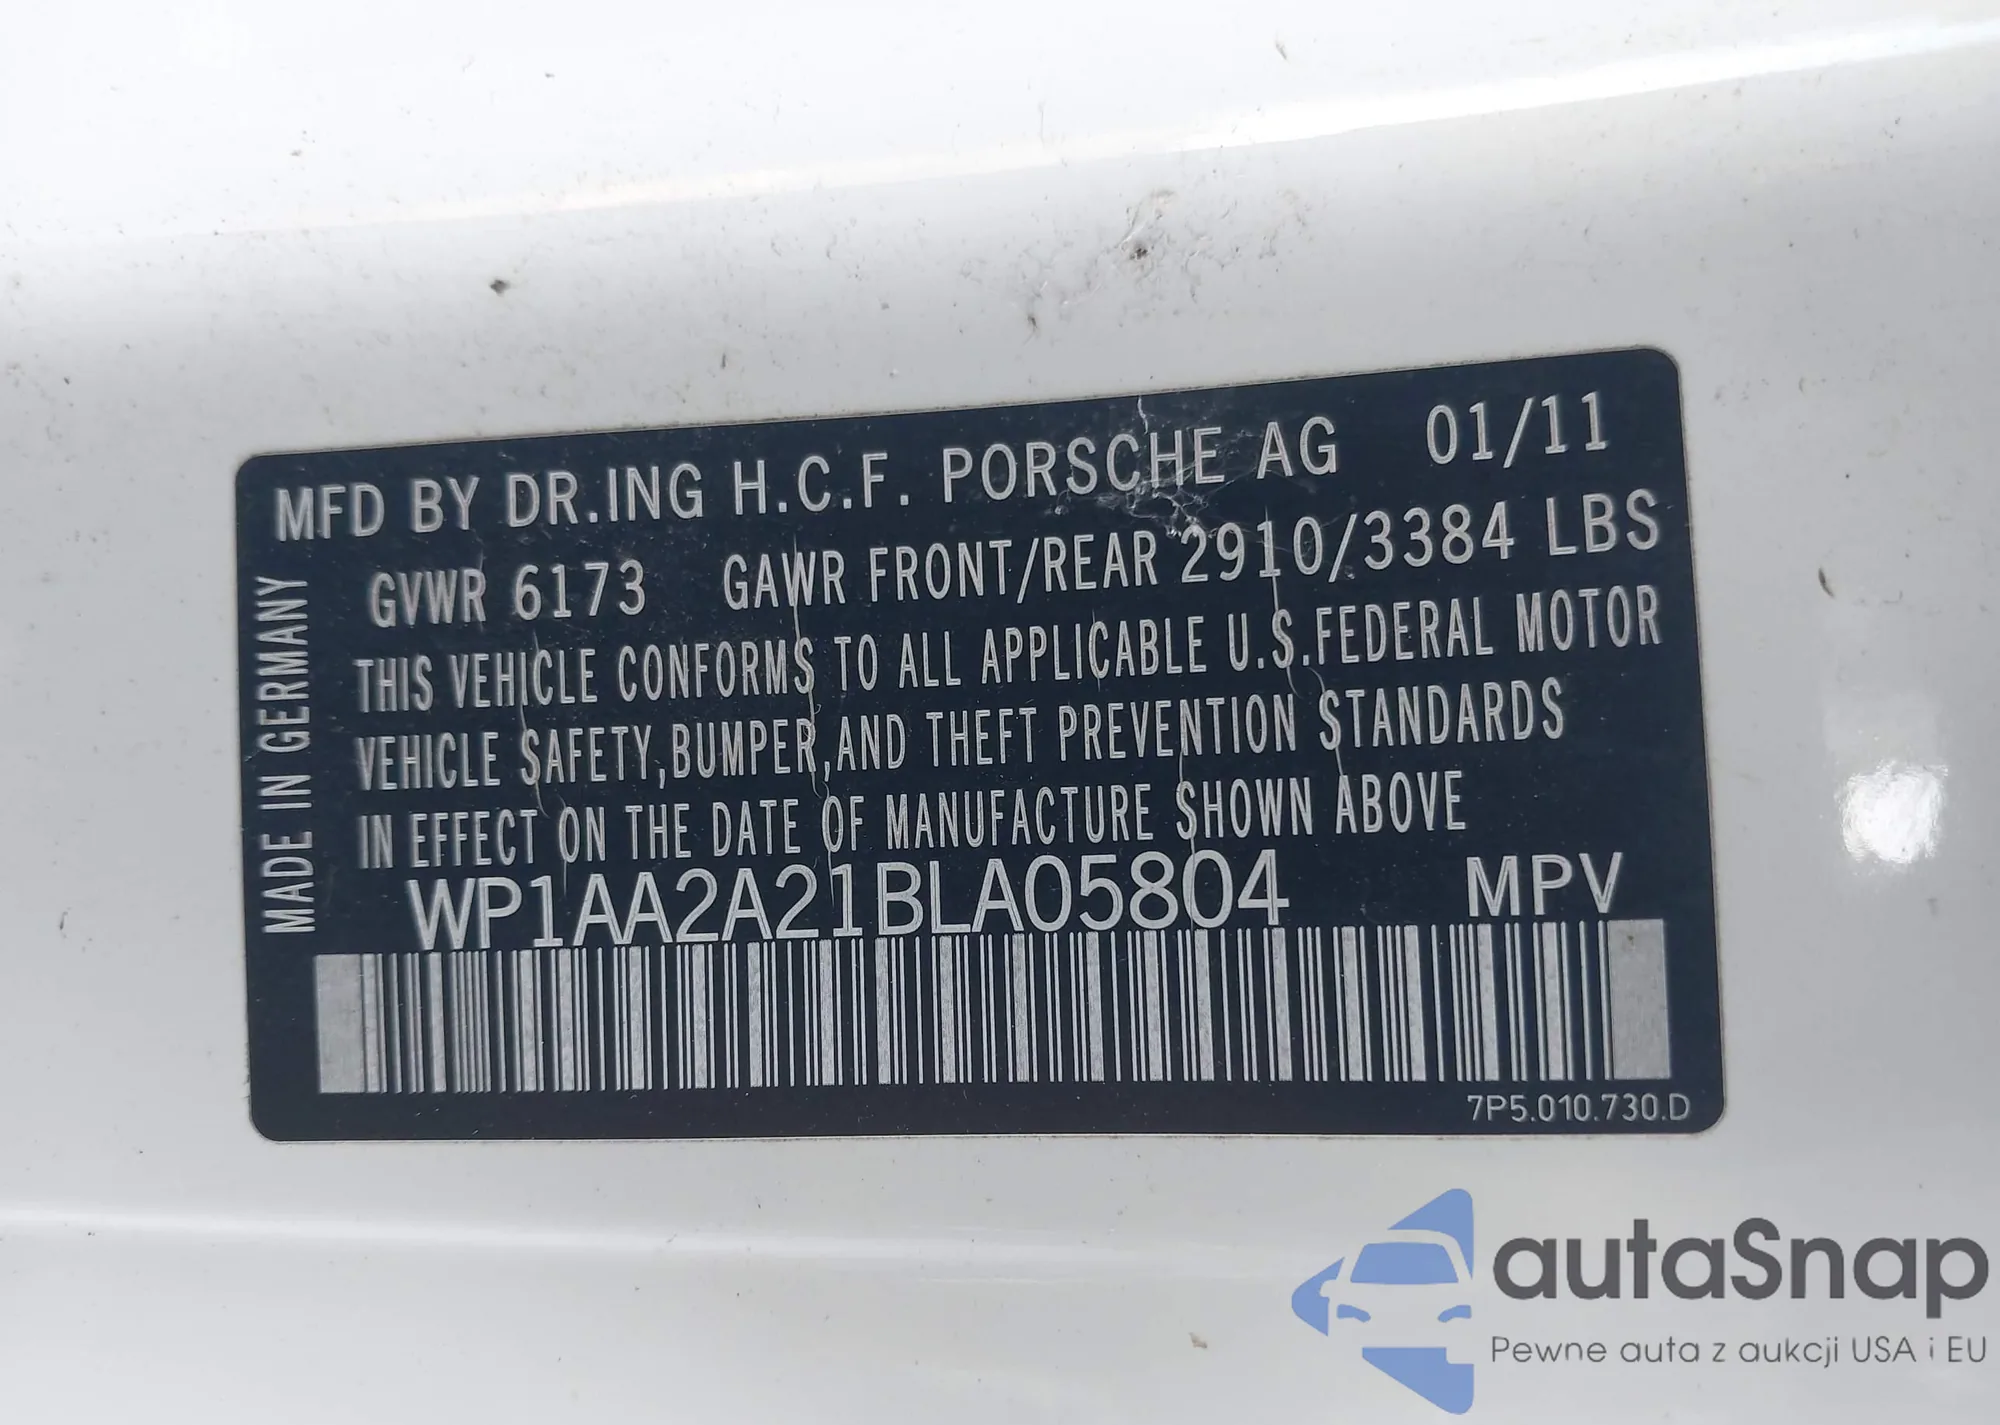 MFD BY DR.ING H.C.F. PORSCHE AG 01/11
GVWR 6173 GAWR FRONT/REAR 2910/3384 LBS
THIS VEHICLE CONFORMS TO ALL APPLICABLE U.S.FEDERAL MOTOR
VEHICLE SAFETY,BUMPER,AND THEFT PREVENTION STANDARDS
IN EFFECT ON THE DATE OF MANUFACTURE SHOWN ABOVE
WP1AA2A21BLA05804 MPV
MADE IN GERMANY
7P5.010.730.D
autaSnap
Pewne auta z aukcji USA i EU